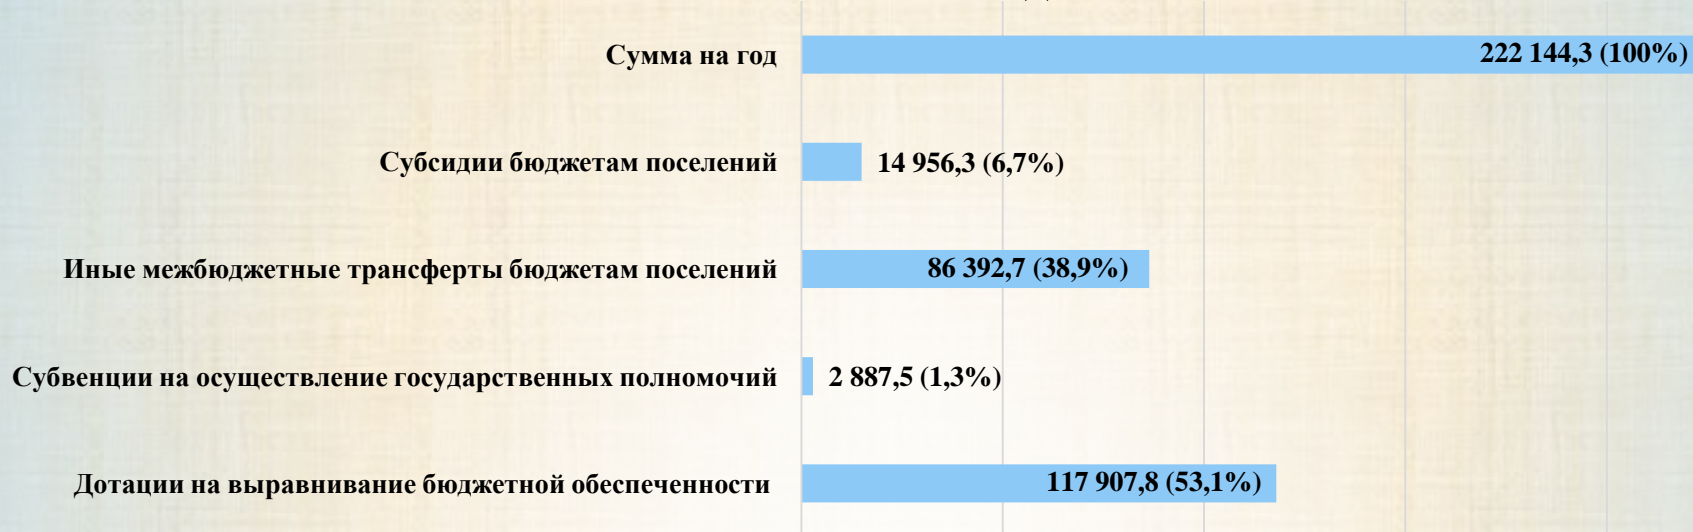 Сумма на год 222 144,3 (100%)
Субсидии бюджетам поселений 14 956,3 (6,7%)
Иные межбюджетные трансферты бюджетам поселений 86 392,7 (38,9%)
Субвенции на осуществление государственных полномочий 2 887,5 (1,3%)
Дотации на выравнивание бюджетной обеспеченности 117 907,8 (53,1%)